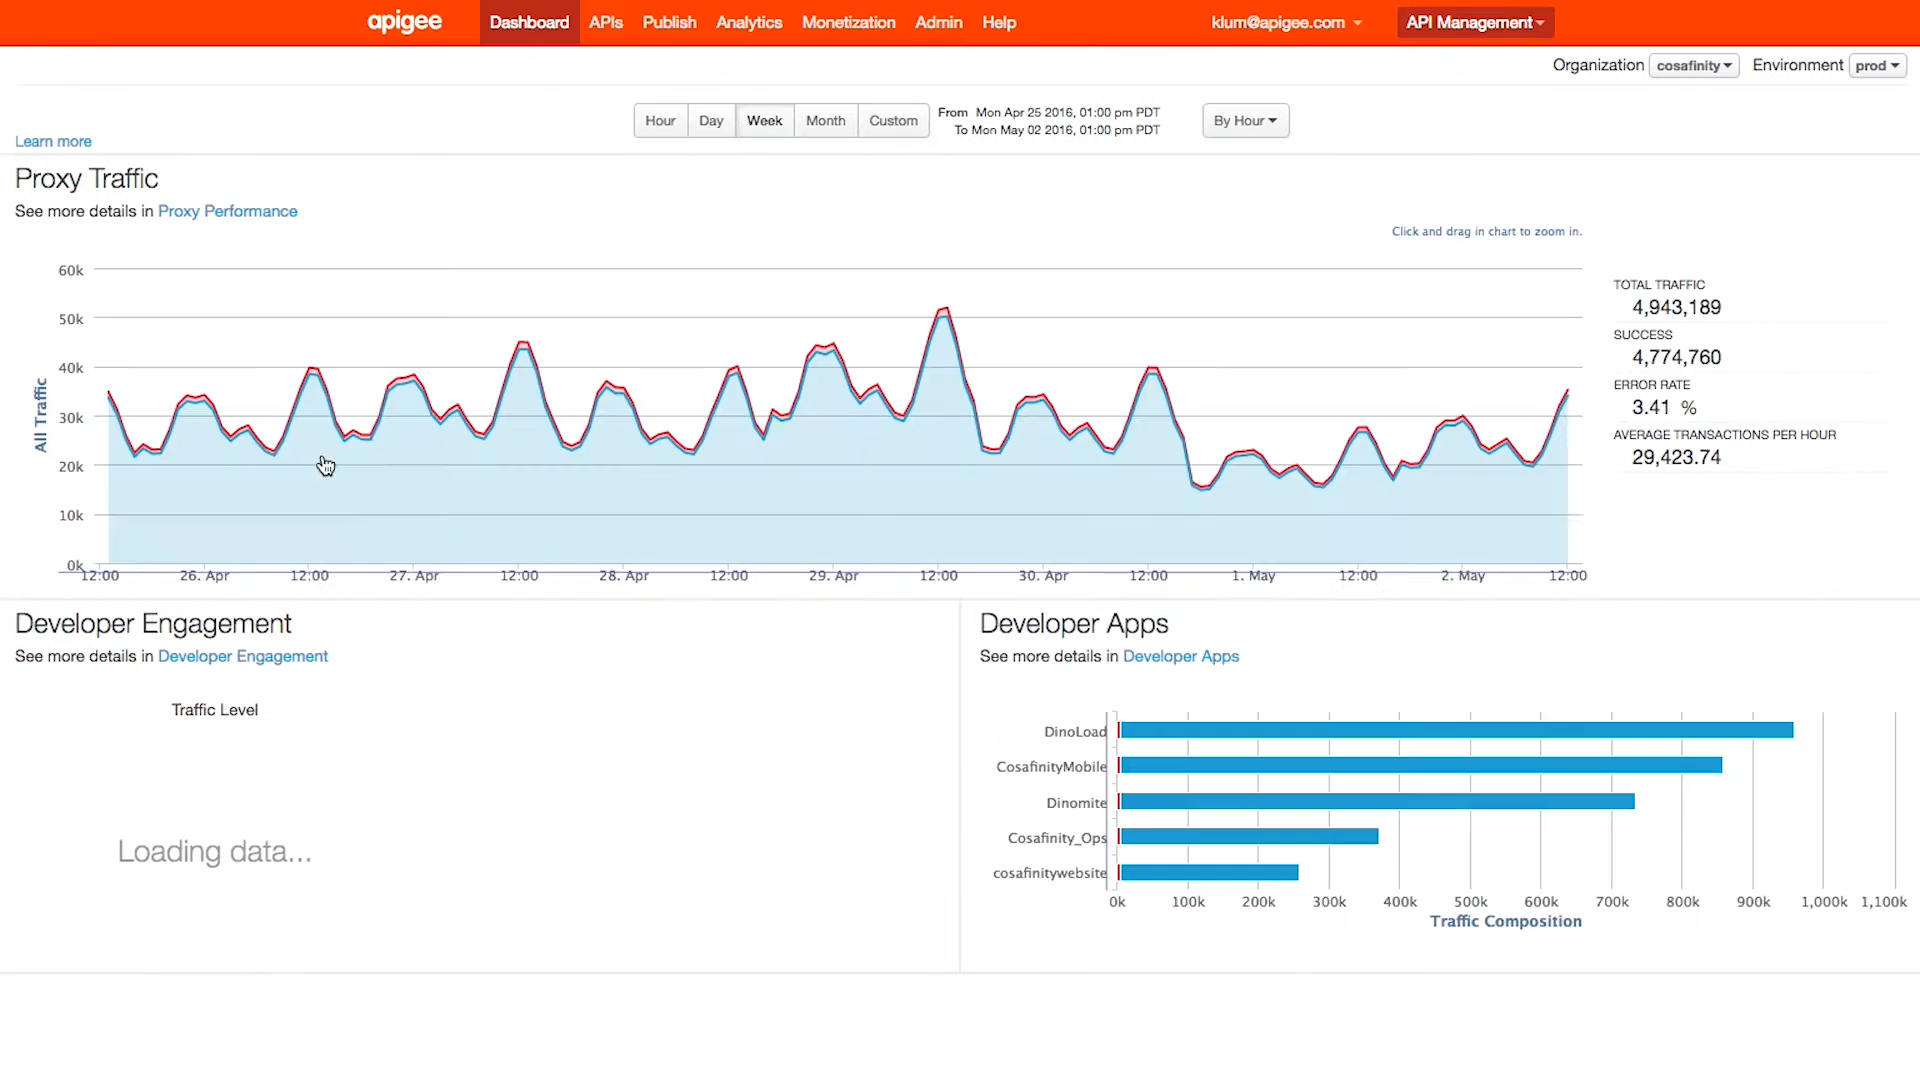 apigee Dashboard APIs Publish Analytics Monetization Admin Help klum@apigee.com API Management
Organization cosafinity Environment prod
Hour Day Week Month Custom From Mon Apr 25 2016, 01:00 pm PDT By Hour
To Mon May 02 2016, 01:00 pm PDT
Learn more
Proxy Traffic
See more details in Proxy Performance
Click and drag in chart to zoom in.
60k
50k
40k
30k
20k
10k
0k
All Traffic
12:00 26. Apr 12:00 27. Apr 12:00 28. Apr 12:00 29. Apr 12:00 30. Apr 12:00 1. May 12:00 2. May 12:00
TOTAL TRAFFIC
4,943,189
SUCCESS
4,774,760
ERROR RATE
3.41 %
AVERAGE TRANSACTIONS PER HOUR
29,423.74
Developer Engagement
See more details in Developer Engagement
Traffic Level
Loading data...
Developer Apps
See more details in Developer Apps
DinoLoad
CosafinityMobile
Dinomite
Cosafinity_Ops
cosafinitywebsite
0k 100k 200k 300k 400k 500k 600k 700k 800k 900k 1,000k 1,100k
Traffic Composition